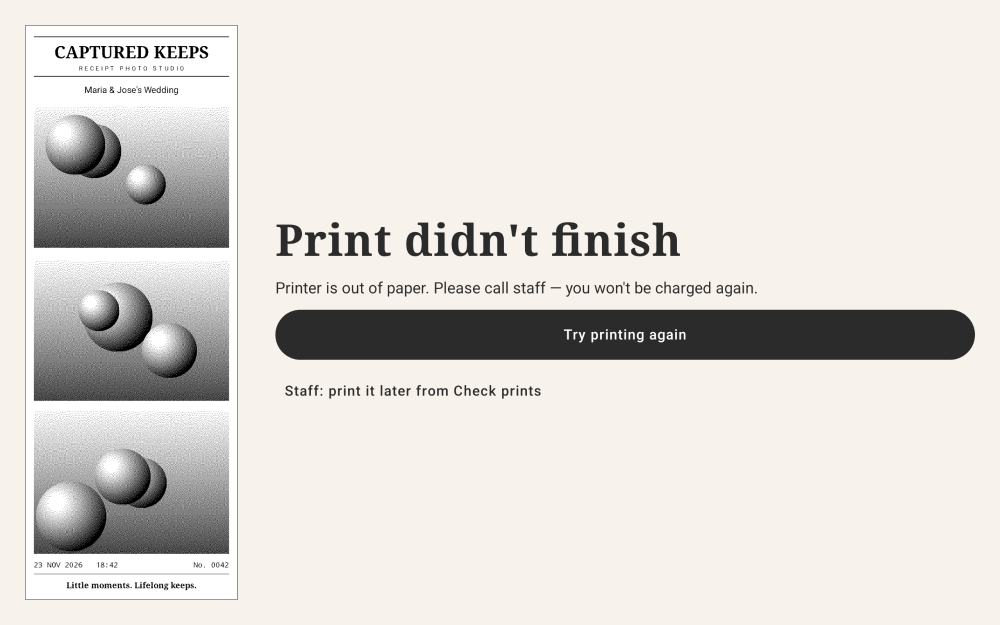 CAPTURED KEEPS
RECEIPT PHOTO STUDIO
Maria & Jose's Wedding
23 NOV 2026 18:42 No. 0042
Little moments. Lifelong keeps.
Print didn't finish
Printer is out of paper. Please call staff — you won't be charged again.
Try printing again
Staff: print it later from Check prints